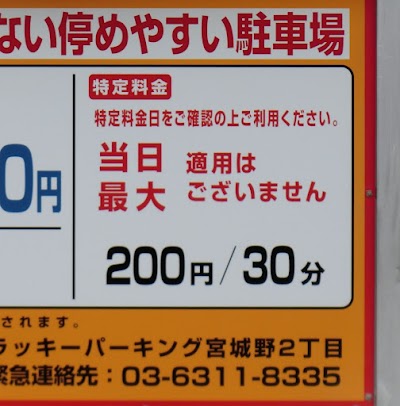 ない停めやすい駐車場
特定料金
特定料金日をご確認の上ご利用ください。
当日最大 適用はございません
0円
200円/30分
されます。
ラッキーパーキング宮城野2丁目
緊急連絡先:03-6311-8335